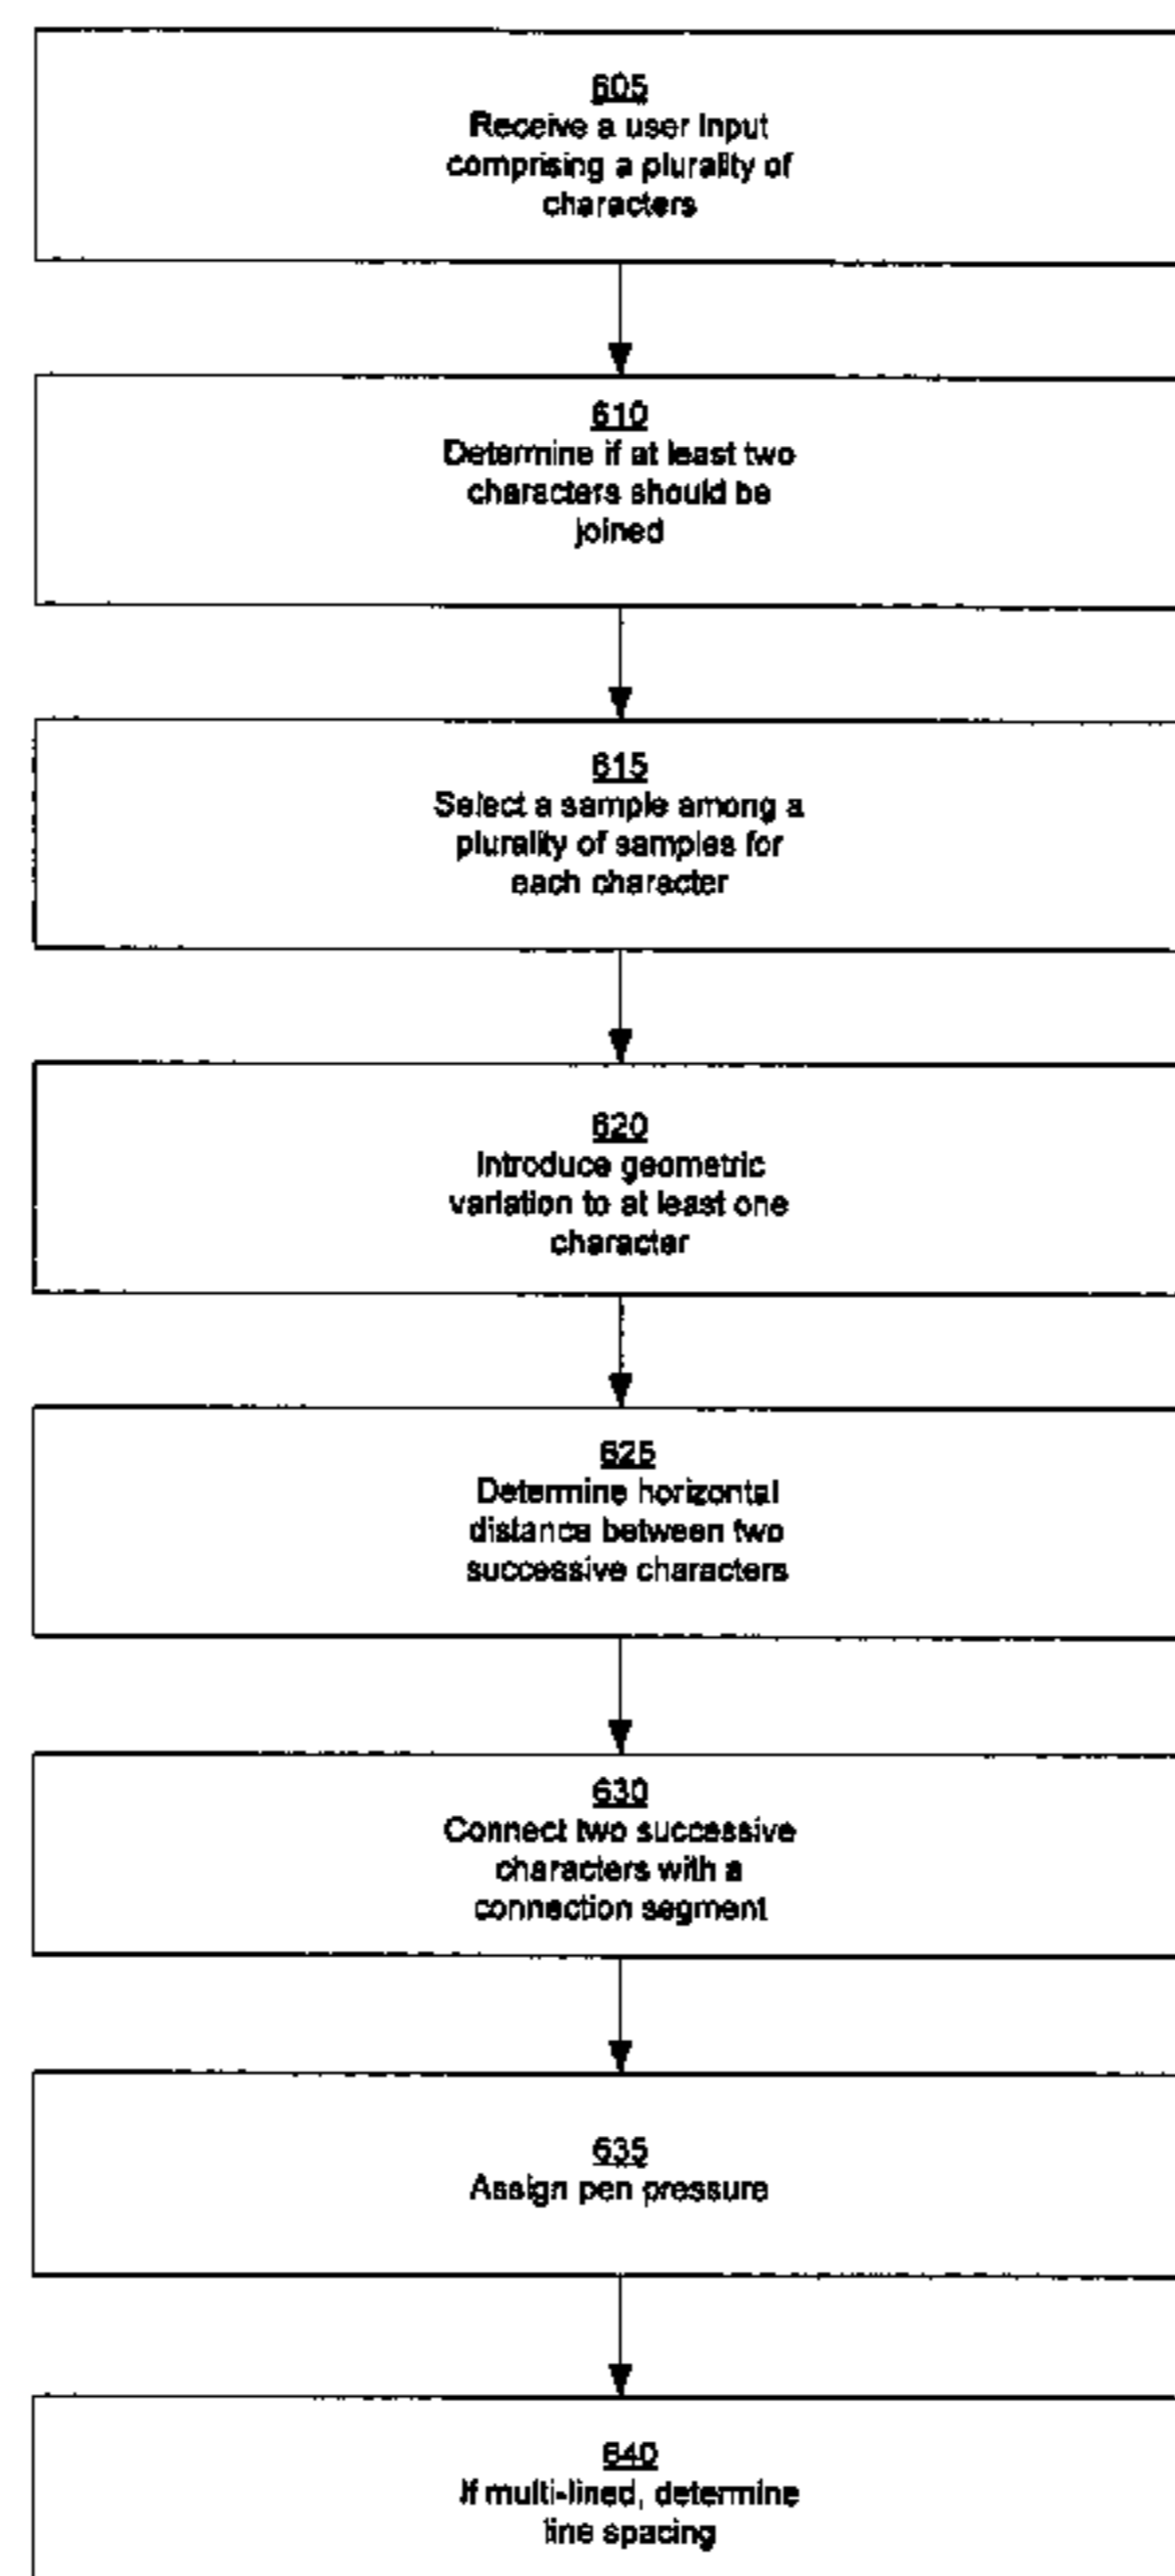 605
Receive a user input
comprising a plurality of
characters
610
Determine if at least two
characters should be
joined
615
Select a sample among a
plurality of samples for
each character
620
Introduce geometric
variation to at least one
character
625
Determine horizontal
distance between two
successive characters
630
Connect two successive
characters with a
connection segment
635
Assign pen pressure
640
If multi-lined, determine
line spacing